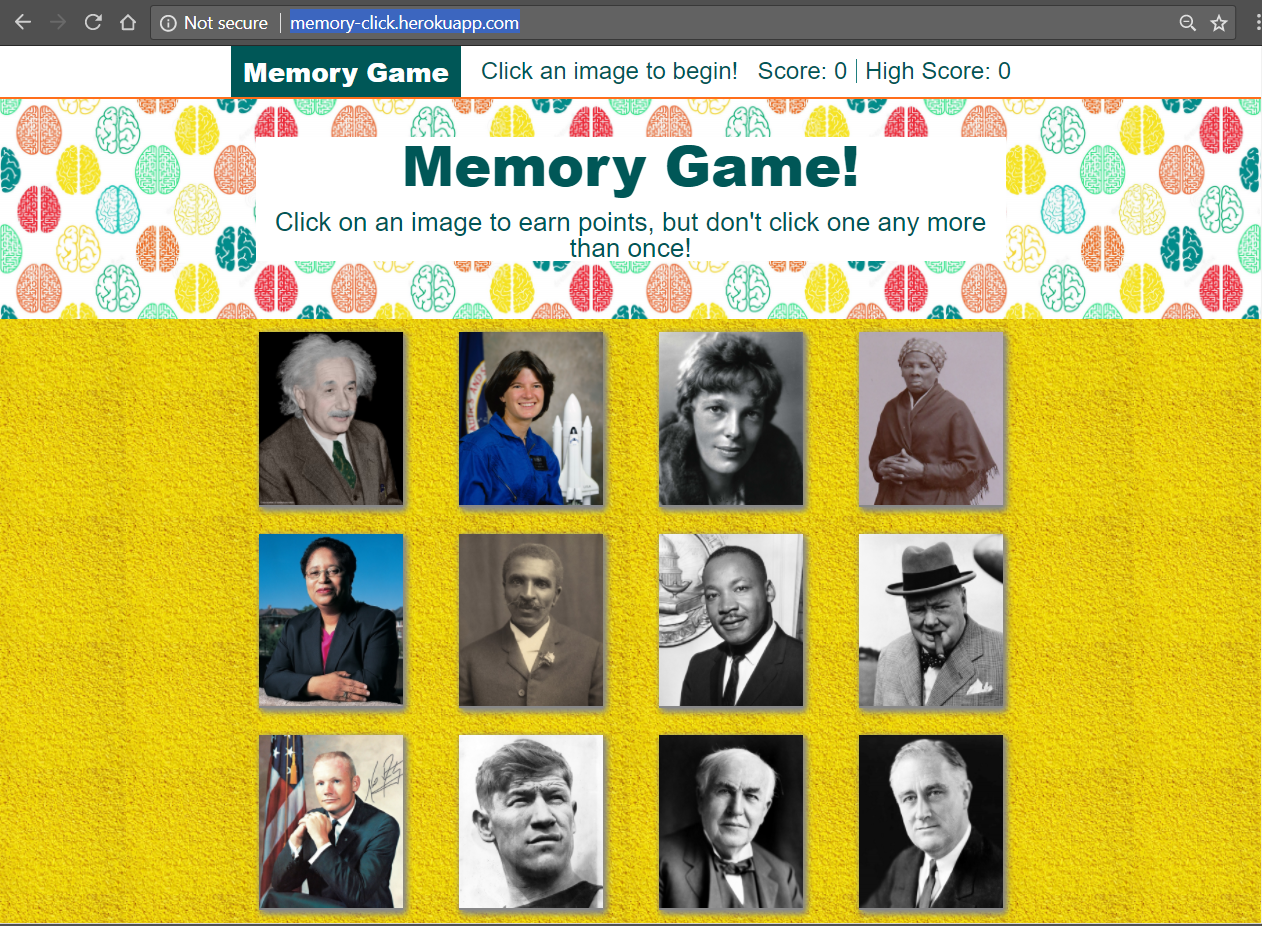 Not secure | memory-click.herokuapp.com
Memory Game Click an image to begin! Score: 0 | High Score: 0
Memory Game!
Click on an image to earn points, but don't click one any more
than once!